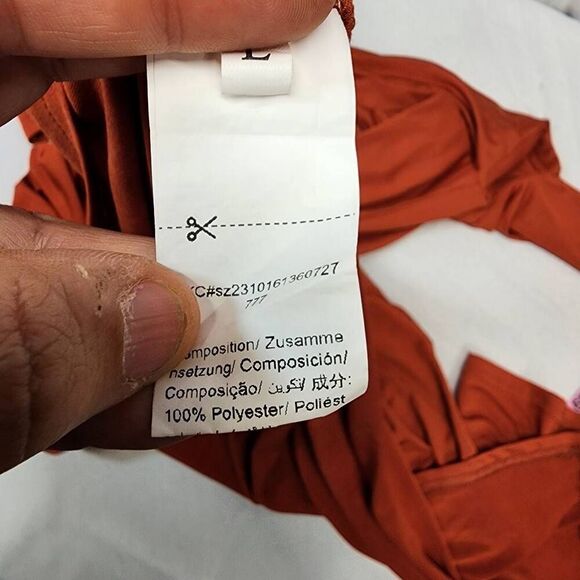 L
C#sz2310161360727
777
omposition/ Zusamme
nsetzung/ Composición/
Composição/ تكوين/ 成分:
100% Polyester/ Poliést